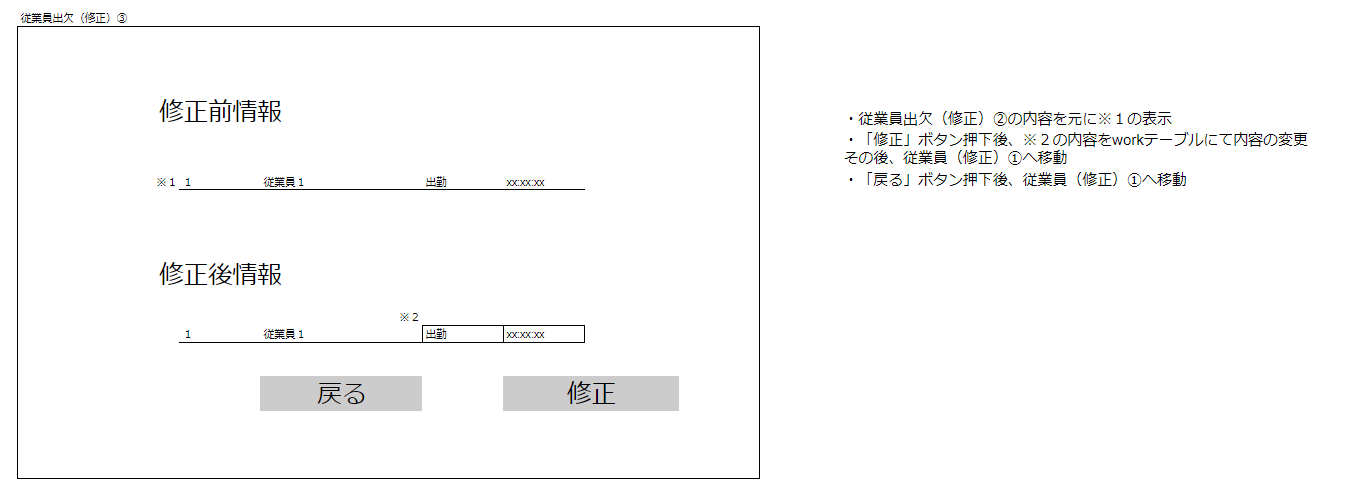 従業員出欠（修正）③
修正前情報
※１ 1 従業員１ 出勤 xx:xx:xx
修正後情報
※２
1 従業員１ 出勤 xx:xx:xx
戻る 修正
・従業員出欠（修正）②の内容を元に※１の表示
・「修正」ボタン押下後、※２の内容をworkテーブルにて内容の変更
その後、従業員（修正）①へ移動
・「戻る」ボタン押下後、従業員（修正）①へ移動